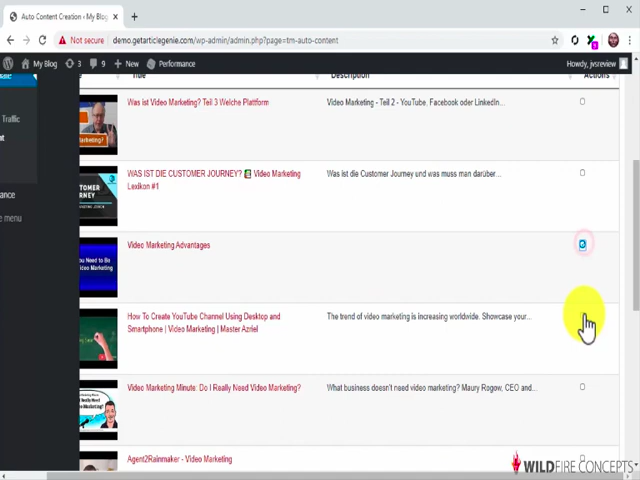 Auto Content Creation ‹ My Blog
Not secure
demo.getarticlegenie.com/wp-admin/admin.php?page=tm-auto-content
My Blog
3
9
New
Performance
Howdy, jvsreview
Title
Description
Actions
Traffic
Was ist Video Marketing? Teil 3 Welche Plattform
Video Marketing - Teil 2 - YouTube, Facebook oder LinkedIn...
WAS IST DIE CUSTOMER JOURNEY? Video Marketing
Lexikon #1
Was ist die Customer Journey und was muss man darüber...
Video Marketing Advantages
How To Create YouTube Channel Using Desktop and
Smartphone | Video Marketing | Master Azriel
The trend of video marketing is increasing worldwide. Showcase your...
Video Marketing Minute: Do I Really Need Video Marketing?
What business doesn't need video marketing? Maury Rogow, CEO and...
Agent2Rainmaker - Video Marketing
WILDFIRE CONCEPTS